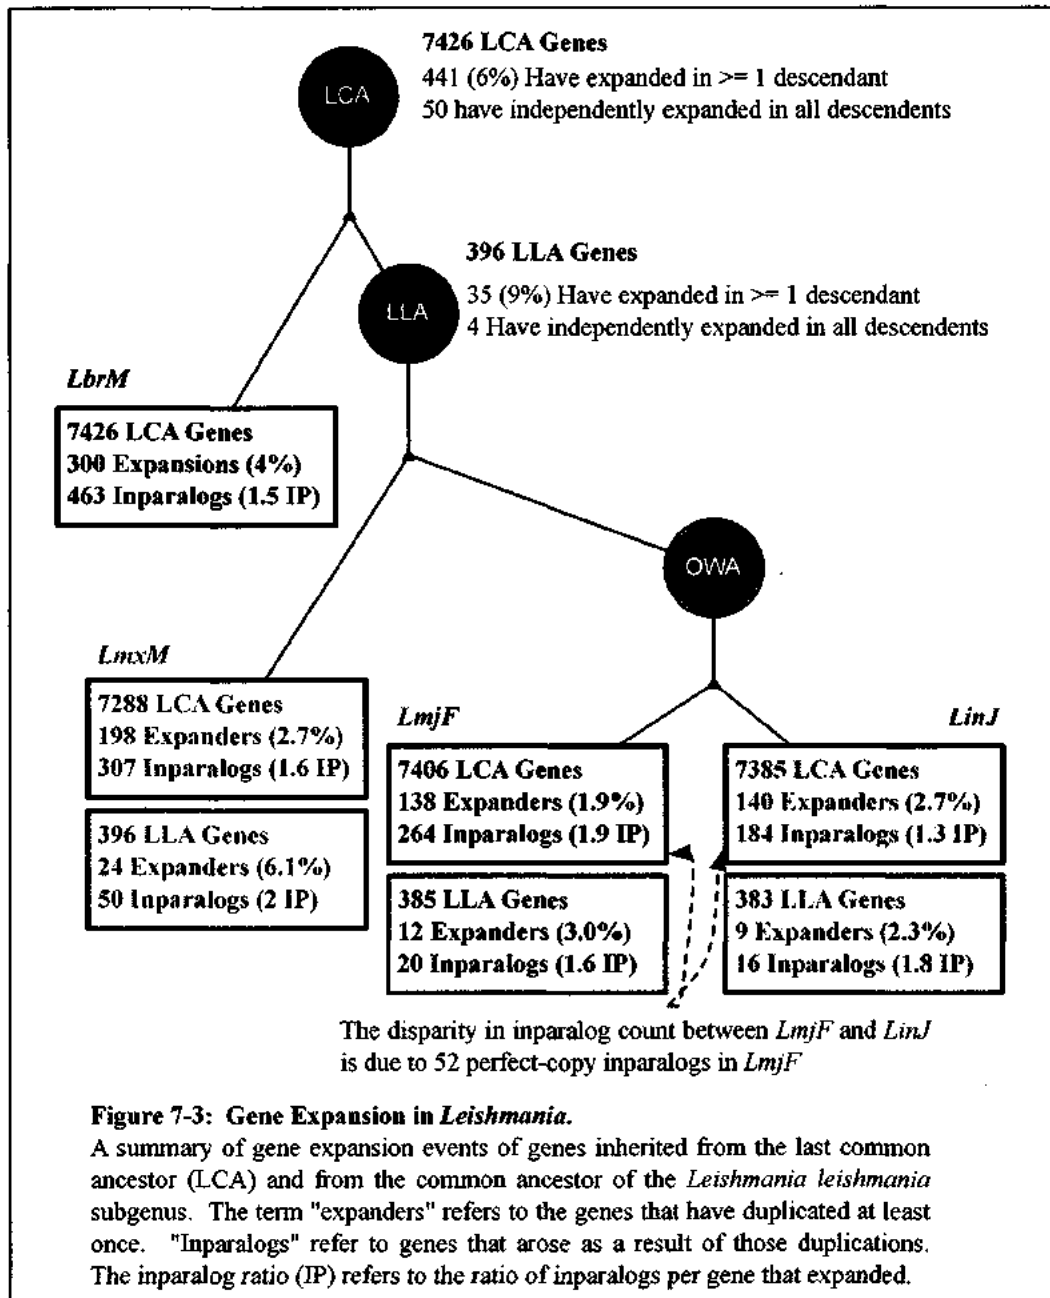 LCA
7426 LCA Genes
441 (6%) Have expanded in >= 1 descendant
50 have independently expanded in all descendents
LLA
396 LLA Genes
35 (9%) Have expanded in >= 1 descendant
4 Have independently expanded in all descendents
LbrM
7426 LCA Genes
300 Expansions (4%)
463 Inparalogs (1.5 IP)
OWA
LmxM
7288 LCA Genes
198 Expanders (2.7%)
307 Inparalogs (1.6 IP)
396 LLA Genes
24 Expanders (6.1%)
50 Inparalogs (2 IP)
LmjF
7406 LCA Genes
138 Expanders (1.9%)
264 Inparalogs (1.9 IP)
385 LLA Genes
12 Expanders (3.0%)
20 Inparalogs (1.6 IP)
LinJ
7385 LCA Genes
140 Expanders (2.7%)
184 Inparalogs (1.3 IP)
383 LLA Genes
9 Expanders (2.3%)
16 Inparalogs (1.8 IP)
The disparity in inparalog count between LmjF and LinJ
is due to 52 perfect-copy inparalogs in LmjF
Figure 7-3: Gene Expansion in Leishmania.
A summary of gene expansion events of genes inherited from the last common
ancestor (LCA) and from the common ancestor of the Leishmania leishmania
subgenus. The term "expanders" refers to the genes that have duplicated at least
once. "Inparalogs" refer to genes that arose as a result of those duplications.
The inparalog ratio (IP) refers to the ratio of inparalogs per gene that expanded.